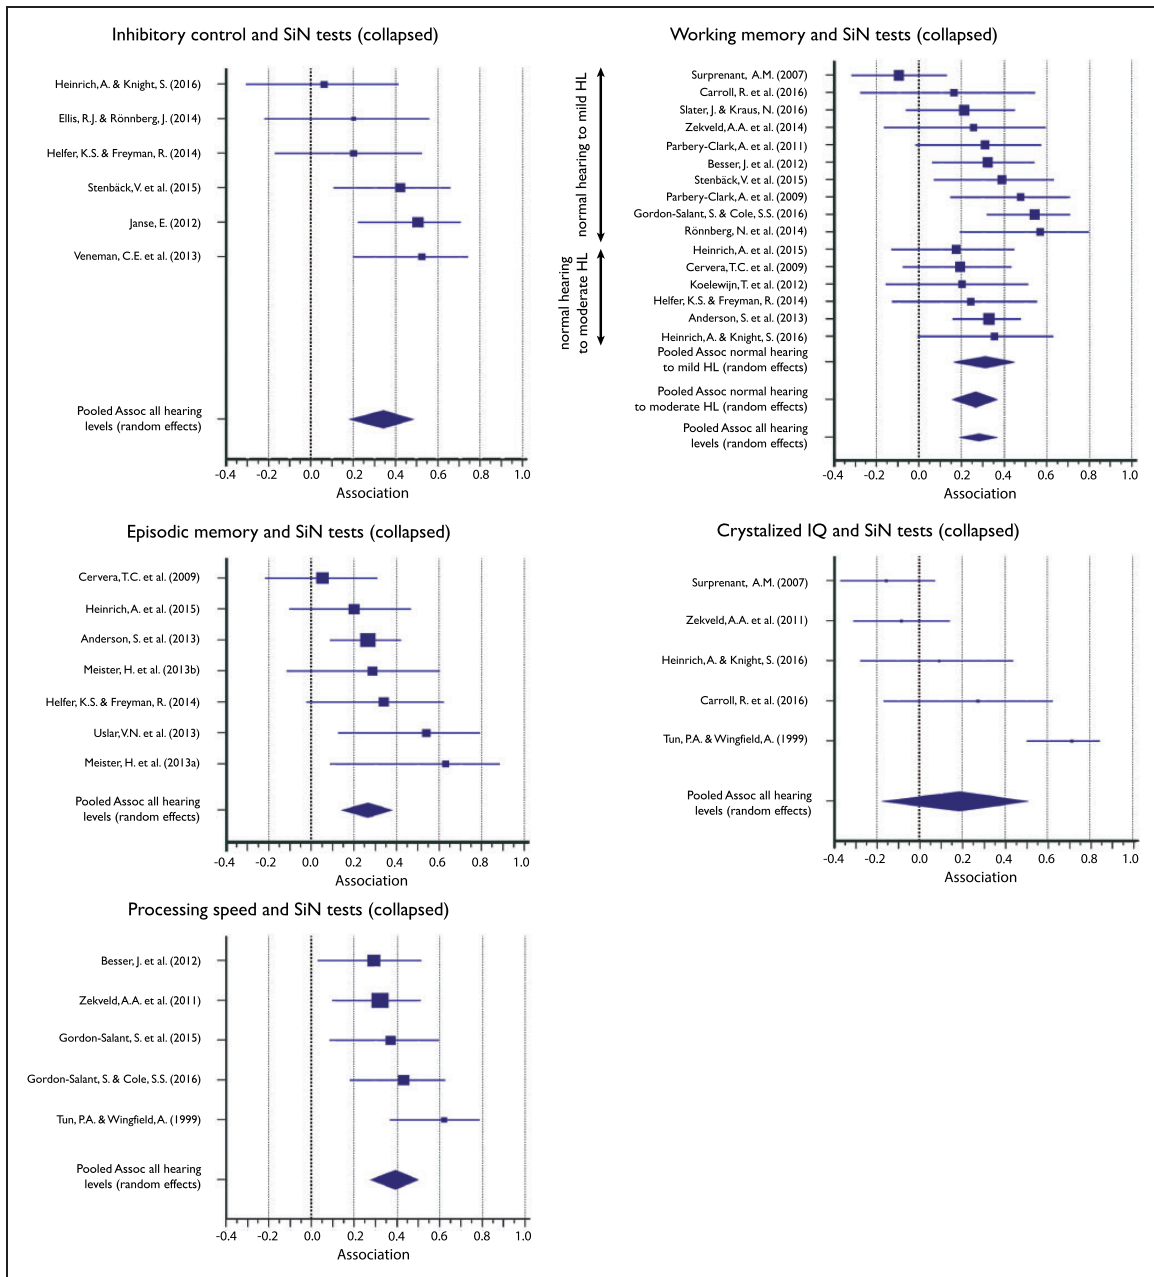 Inhibitory control and SiN tests (collapsed)
Heinrich, A. & Knight, S. (2016)
Ellis, R.J. & Rönnberg, J. (2014)
Helfer, K.S. & Freyman, R. (2014)
Stenbäck, V. et al. (2015)
Janse, E. (2012)
Veneman, C.E. et al. (2013)
Pooled Assoc all hearing
levels (random effects)
-0.4 -0.2 0.0 0.2 0.4 0.6 0.8 1.0
Association
Working memory and SiN tests (collapsed)
normal hearing to mild HL
normal hearing
to moderate HL
Surprenant, A.M. (2007)
Carroll, R. et al. (2016)
Slater, J. & Kraus, N. (2016)
Zekveld, A.A. et al. (2014)
Parbery-Clark, A. et al. (2011)
Besser, J. et al. (2012)
Stenbäck, V. et al. (2015)
Parbery-Clark, A. et al. (2009)
Gordon-Salant, S. & Cole, S.S. (2016)
Rönnberg, N. et al. (2014)
Heinrich, A. et al. (2015)
Cervera, T.C. et al. (2009)
Koelewijn, T. et al. (2012)
Helfer, K.S. & Freyman, R. (2014)
Anderson, S. et al. (2013)
Heinrich, A. & Knight, S. (2016)
Pooled Assoc normal hearing
to mild HL (random effects)
Pooled Assoc normal hearing
to moderate HL (random effects)
Pooled Assoc all hearing
levels (random effects)
-0.4 -0.2 0.0 0.2 0.4 0.6 0.8 1.0
Association
Episodic memory and SiN tests (collapsed)
Cervera, T.C. et al. (2009)
Heinrich, A. et al. (2015)
Anderson, S. et al. (2013)
Meister, H. et al. (2013b)
Helfer, K.S. & Freyman, R. (2014)
Uslar, V.N. et al. (2013)
Meister, H. et al. (2013a)
Pooled Assoc all hearing
levels (random effects)
-0.4 -0.2 0.0 0.2 0.4 0.6 0.8 1.0
Association
Crystalized IQ and SiN tests (collapsed)
Surprenant, A.M. (2007)
Zekveld, A.A. et al. (2011)
Heinrich, A. & Knight, S. (2016)
Carroll, R. et al. (2016)
Tun, P.A. & Wingfield, A. (1999)
Pooled Assoc all hearing
levels (random effects)
-0.4 -0.2 0.0 0.2 0.4 0.6 0.8 1.0
Association
Processing speed and SiN tests (collapsed)
Besser, J. et al. (2012)
Zekveld, A.A. et al. (2011)
Gordon-Salant, S. et al. (2015)
Gordon-Salant, S. & Cole, S.S. (2016)
Tun, P.A. & Wingfield, A. (1999)
Pooled Assoc all hearing
levels (random effects)
-0.4 -0.2 0.0 0.2 0.4 0.6 0.8 1.0
Association